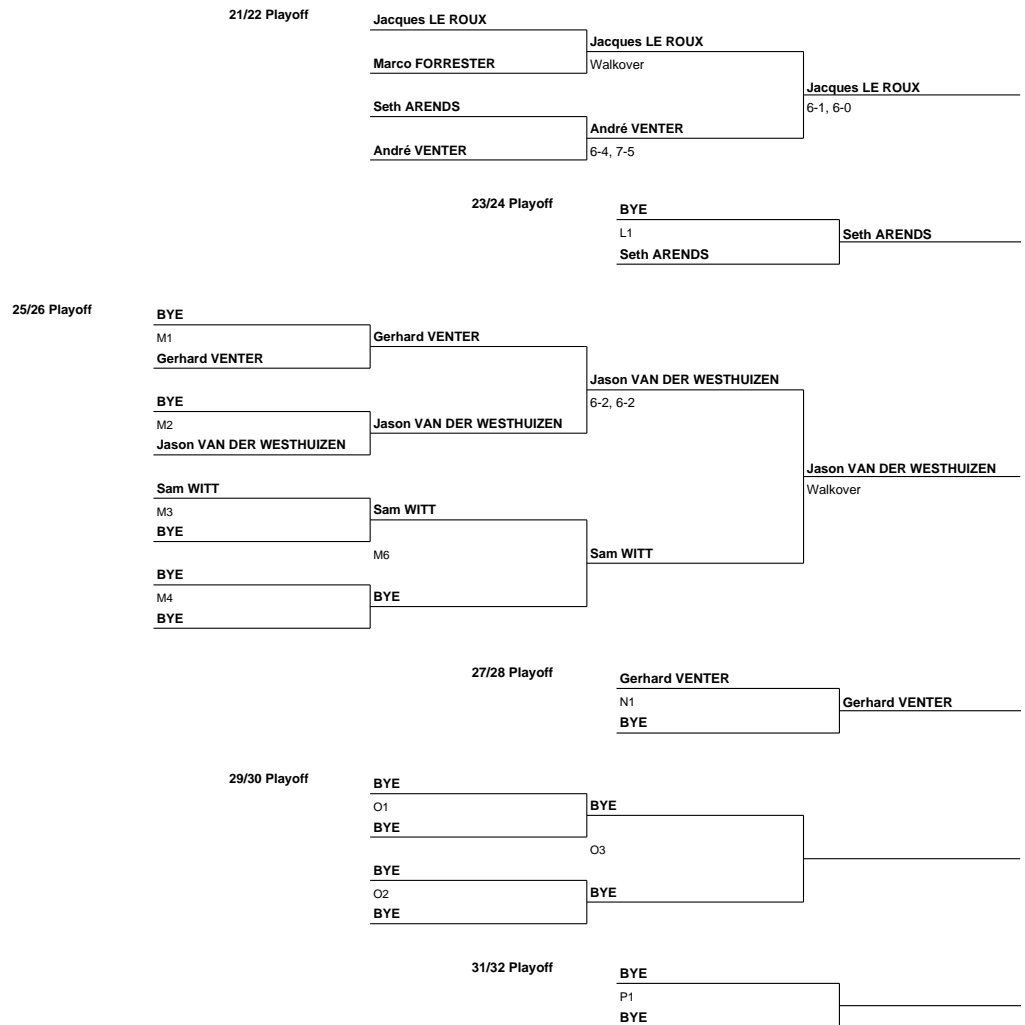 21/22 Playoff
Jacques LE ROUX
Jacques LE ROUX
Marco FORRESTER
Walkover
Jacques LE ROUX
6-1, 6-0
Seth ARENDS
André VENTER
André VENTER
6-4, 7-5
23/24 Playoff
BYE
L1
Seth ARENDS
Seth ARENDS
25/26 Playoff
BYE
M1
Gerhard VENTER
Gerhard VENTER
Jason VAN DER WESTHUIZEN
6-2, 6-2
BYE
M2
Jason VAN DER WESTHUIZEN
Jason VAN DER WESTHUIZEN
Jason VAN DER WESTHUIZEN
Walkover
Sam WITT
M3
Sam WITT
BYE
M6
Sam WITT
BYE
M4
BYE
BYE
27/28 Playoff
Gerhard VENTER
N1
Gerhard VENTER
BYE
29/30 Playoff
BYE
O1
BYE
BYE
O3
BYE
O2
BYE
BYE
31/32 Playoff
BYE
P1
BYE